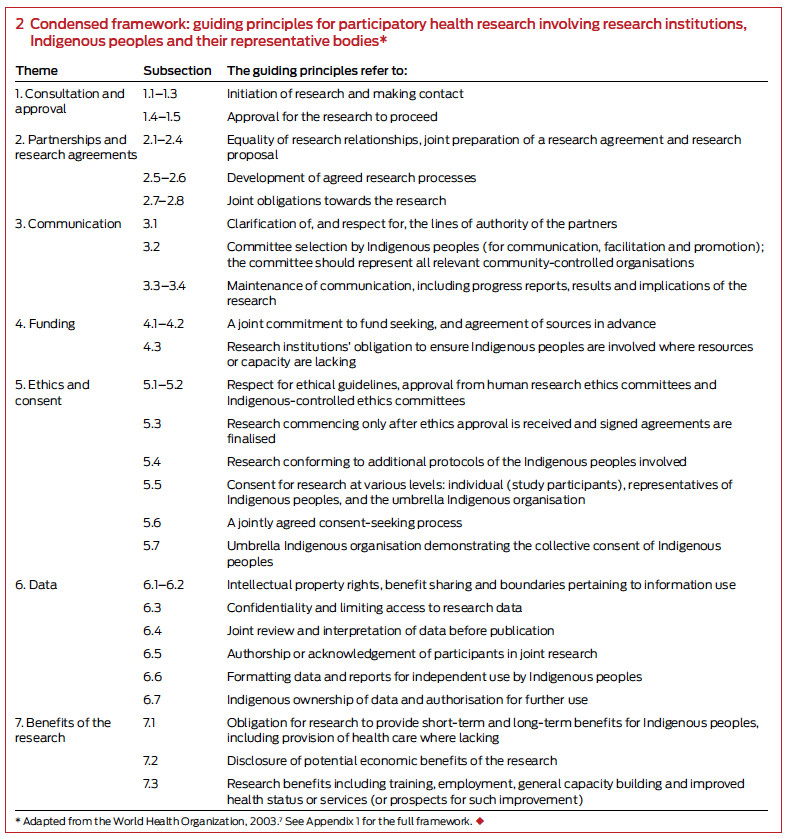 2 Condensed framework: guiding principles for participatory health research involving research institutions,
Indigenous peoples and their representative bodies*
Theme Subsection The guiding principles refer to:
1. Consultation and approval 1.1–1.3 Initiation of research and making contact
1.4–1.5 Approval for the research to proceed
2. Partnerships and research agreements 2.1–2.4 Equality of research relationships, joint preparation of a research agreement and research
proposal
2.5–2.6 Development of agreed research processes
2.7–2.8 Joint obligations towards the research
3. Communication 3.1 Clarification of, and respect for, the lines of authority of the partners
3.2 Committee selection by Indigenous peoples (for communication, facilitation and promotion);
the committee should represent all relevant community-controlled organisations
3.3–3.4 Maintenance of communication, including progress reports, results and implications of the
research
4. Funding 4.1–4.2 A joint commitment to fund seeking, and agreement of sources in advance
4.3 Research institutions' obligation to ensure Indigenous peoples are involved where resources
or capacity are lacking
5. Ethics and consent 5.1–5.2 Respect for ethical guidelines, approval from human research ethics committees and
Indigenous-controlled ethics committees
5.3 Research commencing only after ethics approval is received and signed agreements are
finalised
5.4 Research conforming to additional protocols of the Indigenous peoples involved
5.5 Consent for research at various levels: individual (study participants), representatives of
Indigenous peoples, and the umbrella Indigenous organisation
5.6 A jointly agreed consent-seeking process
5.7 Umbrella Indigenous organisation demonstrating the collective consent of Indigenous
peoples
6. Data 6.1–6.2 Intellectual property rights, benefit sharing and boundaries pertaining to information use
6.3 Confidentiality and limiting access to research data
6.4 Joint review and interpretation of data before publication
6.5 Authorship or acknowledgement of participants in joint research
6.6 Formatting data and reports for independent use by Indigenous peoples
6.7 Indigenous ownership of data and authorisation for further use
7. Benefits of the research 7.1 Obligation for research to provide short-term and long-term benefits for Indigenous peoples,
including provision of health care where lacking
7.2 Disclosure of potential economic benefits of the research
7.3 Research benefits including training, employment, general capacity building and improved
health status or services (or prospects for such improvement)
* Adapted from the World Health Organization, 2003.⁷ See Appendix 1 for the full framework. ◆